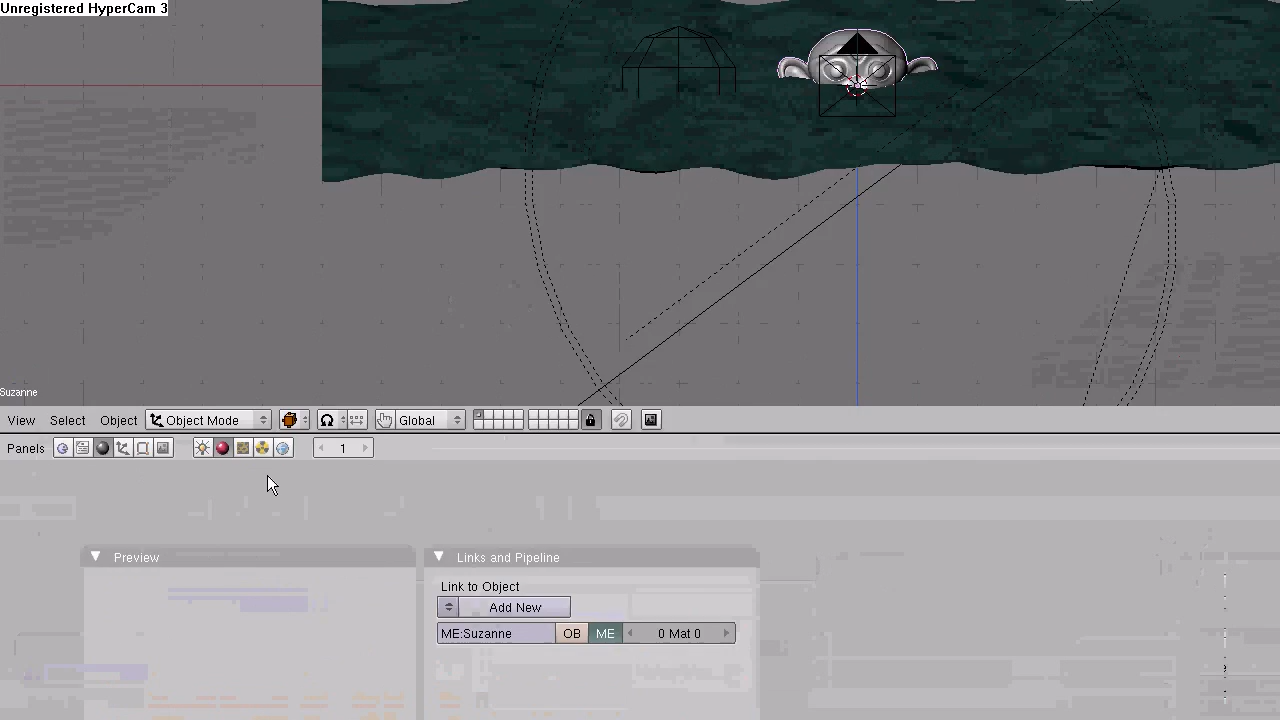 Unregistered HyperCam 3
Suzanne
View Select Object Object Mode Global
Panels 1
Preview Links and Pipeline
Link to Object
Add New
ME:Suzanne OB ME 0 Mat 0